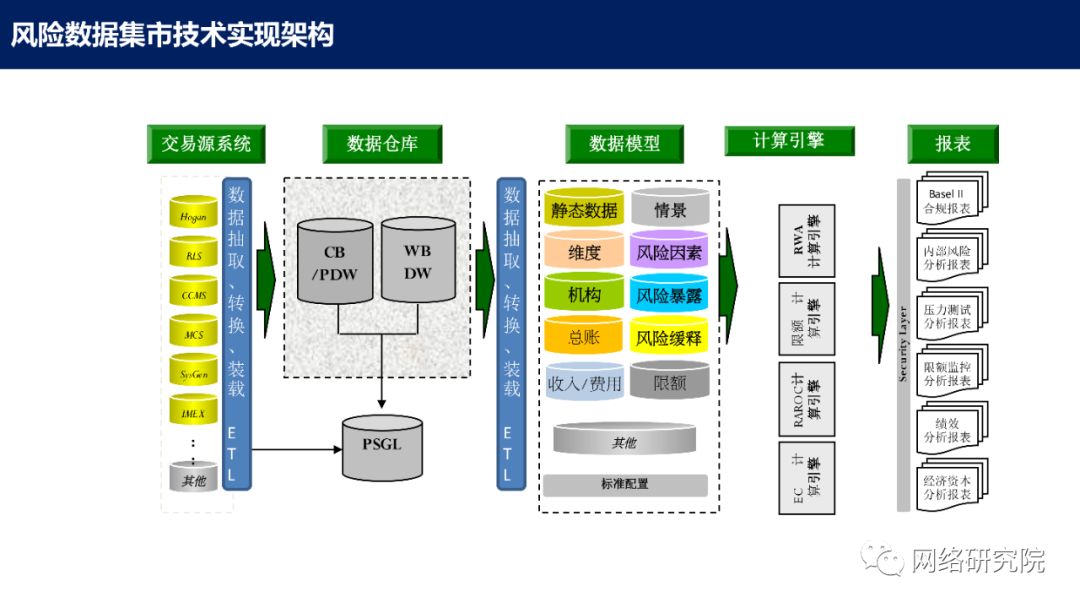 风险数据集市技术实现架构
交易源系统
数据仓库
数据模型
计算引擎
报表
Hogan
RLS
CCMS
MCS
SysGen
IMEX
⋮
其他
数据抽取、转换、装载
ETL
CB
/PDW
WB
DW
PSGL
数据抽取、转换、装载
ETL
静态数据
情景
维度
风险因素
机构
风险暴露
总账
风险缓释
收入/费用
限额
其他
标准配置
RWA
计算引擎
限额 计
算引擎
RAROC计
算引擎
EC 计
算引擎
Security Layer
Basel II
合规报表
内部风险
分析报表
压力测试
分析报表
限额监控
分析报表
绩效
分析报表
经济资本
分析报表
网络研究院